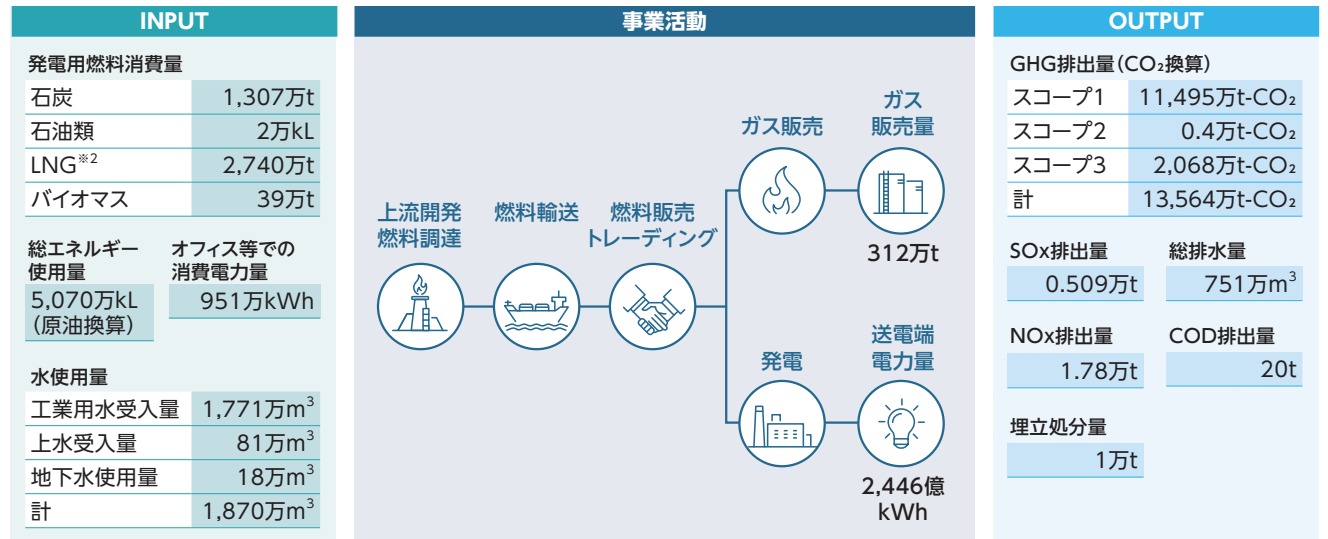 INPUT
発電用燃料消費量
石炭 1,307万t
石油類 2万kL
LNG※2 2,740万t
バイオマス 39万t
総エネルギー
使用量
5,070万kL
(原油換算)
オフィス等での
消費電力量
951万kWh
水使用量
工業用水受入量 1,771万m³
上水受入量 81万m³
地下水使用量 18万m³
計 1,870万m³
事業活動
上流開発
燃料調達
燃料輸送
燃料販売
トレーディング
ガス販売
ガス
販売量
312万t
発電
送電端
電力量
2,446億
kWh
OUTPUT
GHG排出量(CO₂換算)
スコープ1 11,495万t-CO₂
スコープ2 0.4万t-CO₂
スコープ3 2,068万t-CO₂
計 13,564万t-CO₂
SOx排出量
0.509万t
総排水量
751万m³
NOx排出量
1.78万t
COD排出量
20t
埋立処分量
1万t